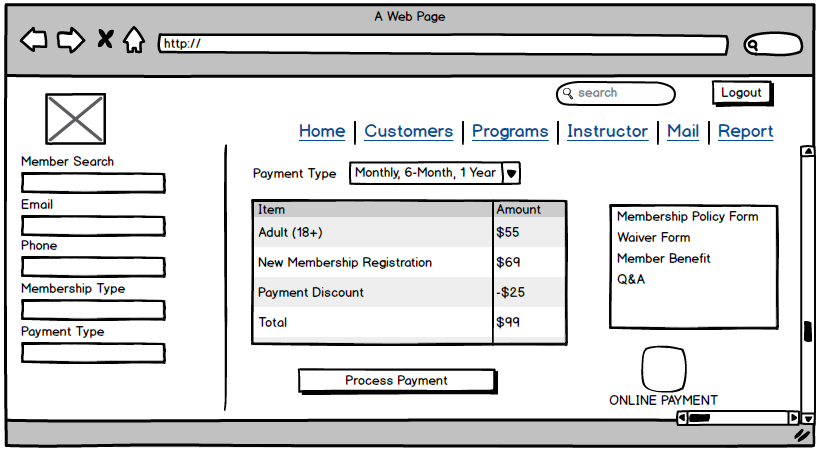 A Web Page
http://
search
Logout
Home | Customers | Programs | Instructor | Mail | Report
Member Search
Email
Phone
Membership Type
Payment Type
Payment Type Monthly, 6-Month, 1 Year
Item Amount
Adult (18+) $55
New Membership Registration $69
Payment Discount -$25
Total $99
Process Payment
Membership Policy Form
Waiver Form
Member Benefit
Q&A
ONLINE PAYMENT